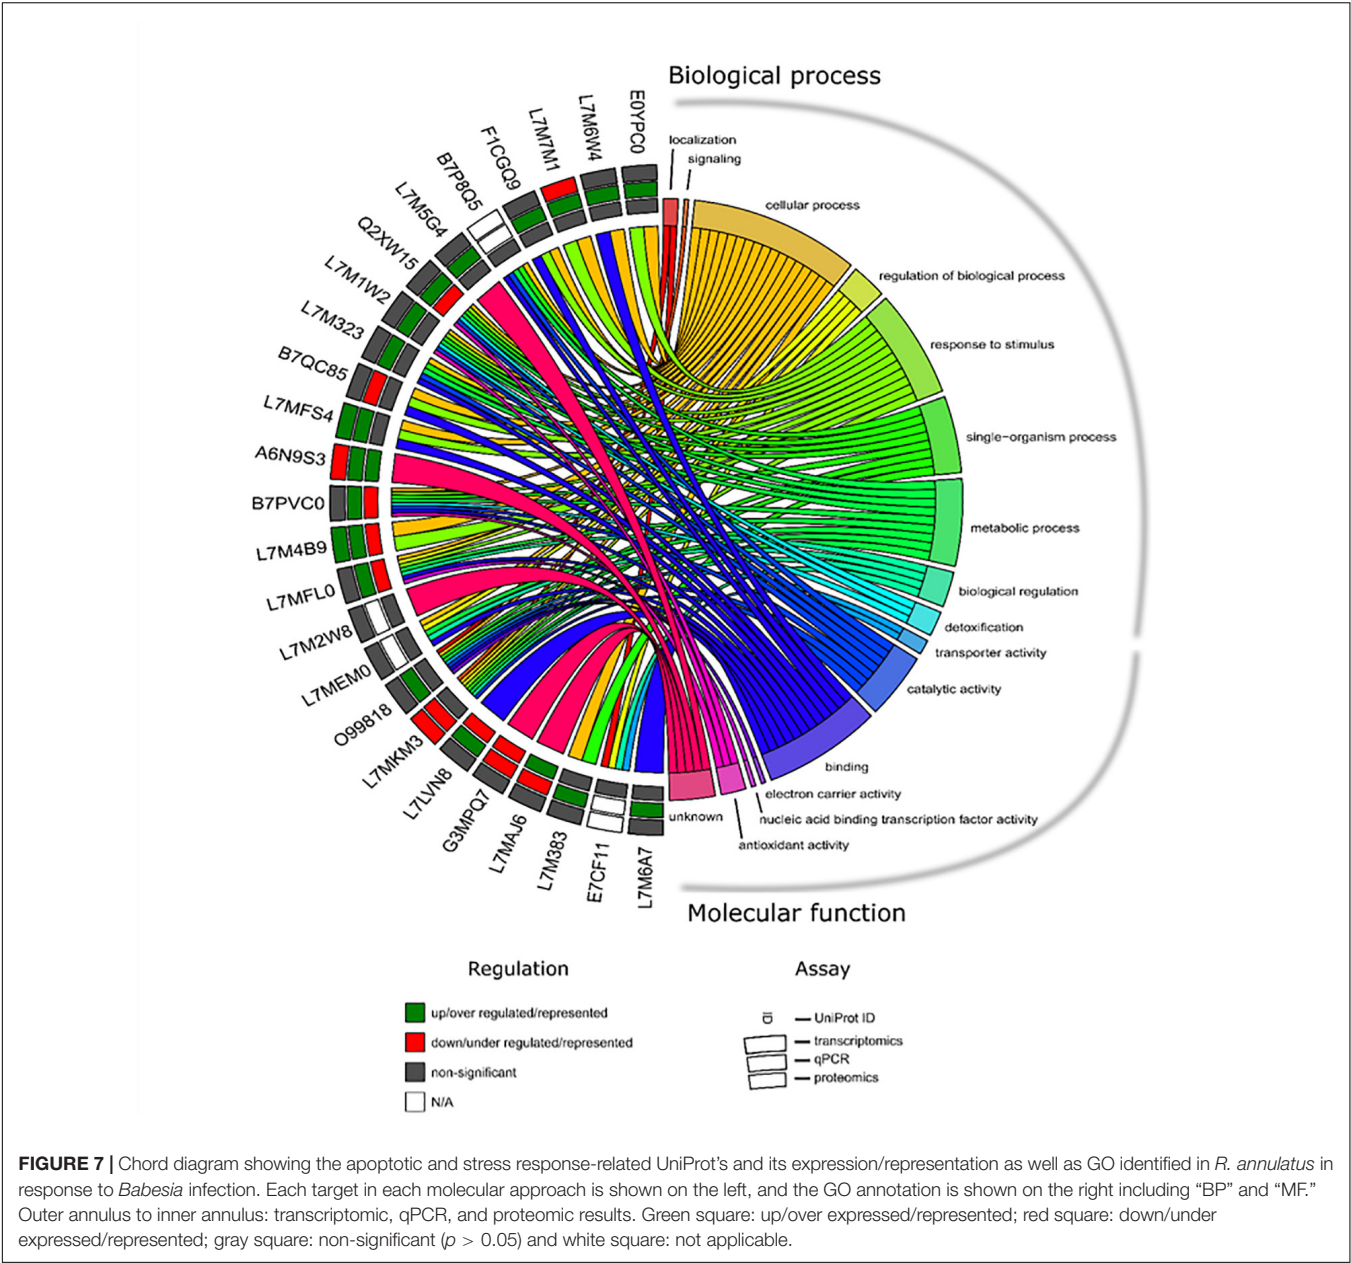 Biological process
localization
signaling
cellular process
regulation of biological process
response to stimulus
single-organism process
metabolic process
biological regulation
detoxification
transporter activity
catalytic activity
binding
electron carrier activity
nucleic acid binding transcription factor activity
antioxidant activity
unknown
Molecular function
E0YPC0
L7M6W4
L7M7M1
F1CGQ9
B7P8Q5
L7M5G4
Q2XW15
L7M1W2
L7M323
B7QC85
L7MFS4
A6N9S3
B7PVC0
L7M4B9
L7MFL0
L7M2W8
L7MEM0
O99818
L7MKM3
L7LVN8
G3MPQ7
L7MAJ6
L7M383
E7CF11
L7M6A7
Regulation
up/over regulated/represented
down/under regulated/represented
non-significant
N/A
Assay
ID
UniProt ID
transcriptomics
qPCR
proteomics
FIGURE 7 | Chord diagram showing the apoptotic and stress response-related UniProt's and its expression/representation as well as GO identified in R. annulatus in
response to Babesia infection. Each target in each molecular approach is shown on the left, and the GO annotation is shown on the right including “BP” and “MF.”
Outer annulus to inner annulus: transcriptomic, qPCR, and proteomic results. Green square: up/over expressed/represented; red square: down/under
expressed/represented; gray square: non-significant (p > 0.05) and white square: not applicable.